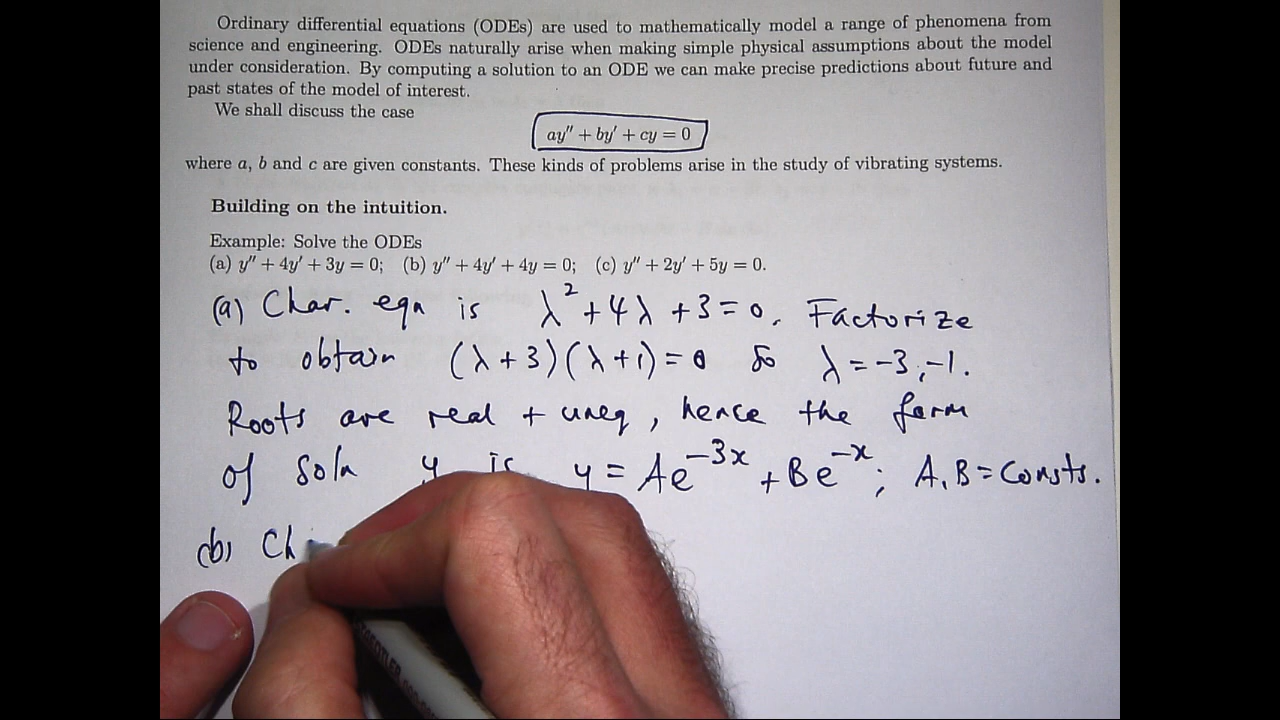 Ordinary differential equations (ODEs) are used to mathematically model a range of phenomena from
science and engineering. ODEs naturally arise when making simple physical assumptions about the model
under consideration. By computing a solution to an ODE we can make precise predictions about future and
past states of the model of interest.
We shall discuss the case
ay″ + by′ + cy = 0
where a, b and c are given constants. These kinds of problems arise in the study of vibrating systems.
Building on the intuition.
Example: Solve the ODEs
(a) y″ + 4y′ + 3y = 0; (b) y″ + 4y′ + 4y = 0; (c) y″ + 2y′ + 5y = 0.
(a) Char. eqn is λ² + 4λ + 3 = 0. Factorize
to obtain (λ + 3)(λ + 1) = 0 so λ = -3, -1.
Roots are real + uneq, hence the form
of soln y is y = Ae⁻³ˣ + Be⁻ˣ; A, B = consts.
(b) Ch